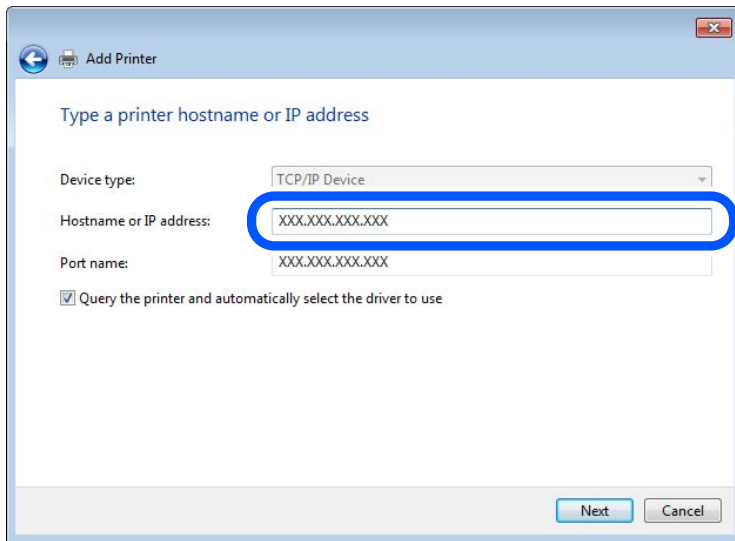 Add Printer
Type a printer hostname or IP address
Device type: TCP/IP Device
Hostname or IP address: XXX.XXX.XXX.XXX
Port name: XXX.XXX.XXX.XXX
Query the printer and automatically select the driver to use
Next Cancel